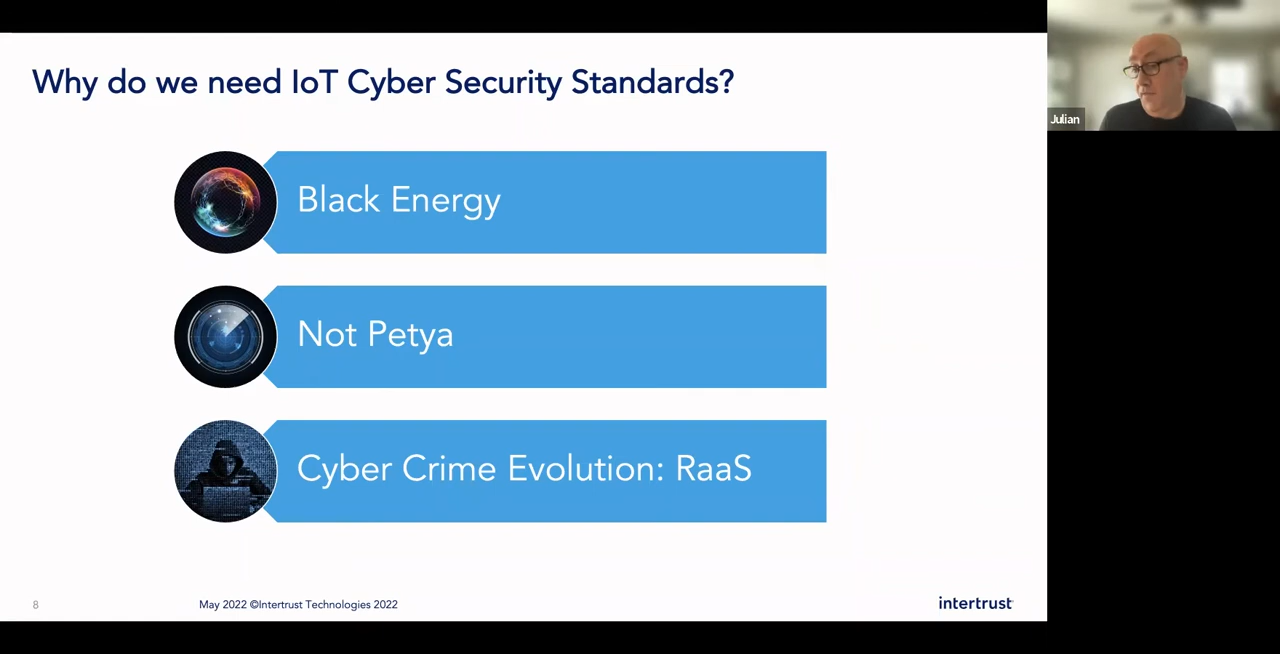 Why do we need IoT Cyber Security Standards?
Julian
Black Energy
Not Petya
Cyber Crime Evolution: RaaS
8
May 2022 ©Intertrust Technologies 2022
intertrust